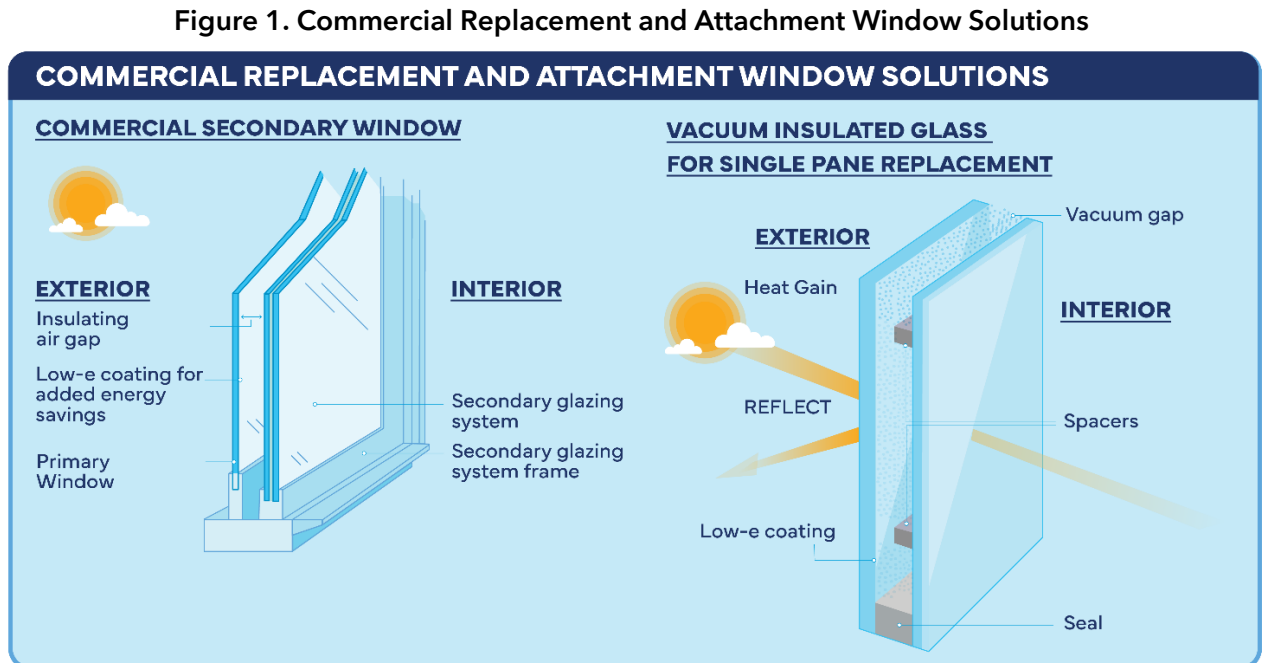 Figure 1. Commercial Replacement and Attachment Window Solutions
COMMERCIAL REPLACEMENT AND ATTACHMENT WINDOW SOLUTIONS
COMMERCIAL SECONDARY WINDOW
EXTERIOR
Insulating
air gap
Low-e coating for
added energy
savings
Primary
Window
INTERIOR
Secondary glazing
system
Secondary glazing
system frame
VACUUM INSULATED GLASS
FOR SINGLE PANE REPLACEMENT
EXTERIOR
Heat Gain
REFLECT
Low-e coating
Vacuum gap
INTERIOR
Spacers
Seal